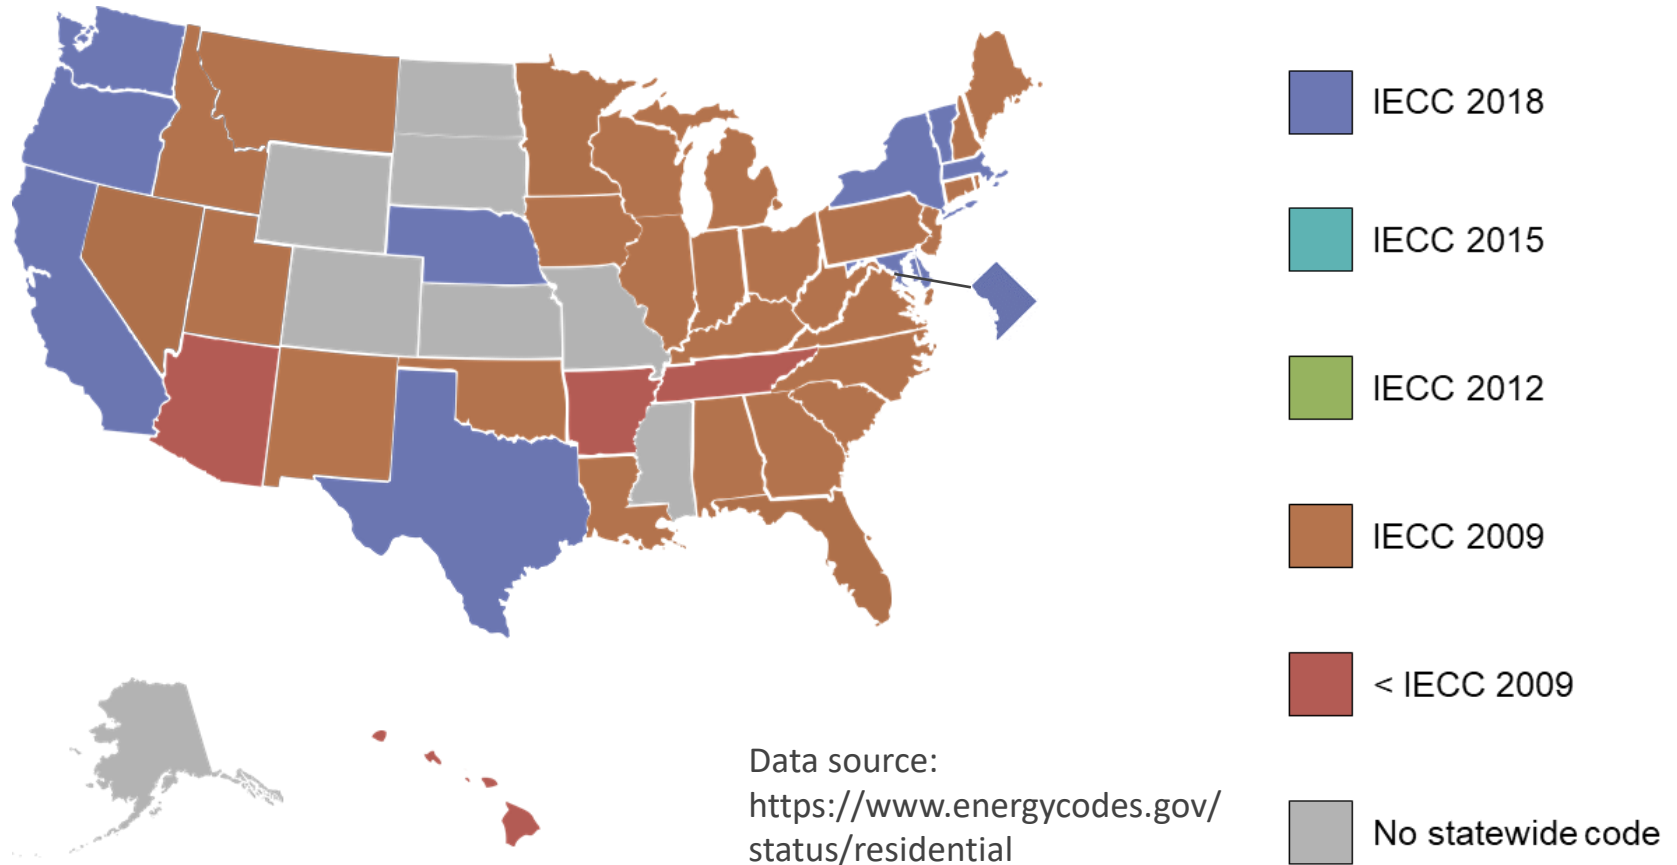 IECC 2018
IECC 2015
IECC 2012
IECC 2009
< IECC 2009
No statewide code
Data source:
https://www.energycodes.gov/
status/residential